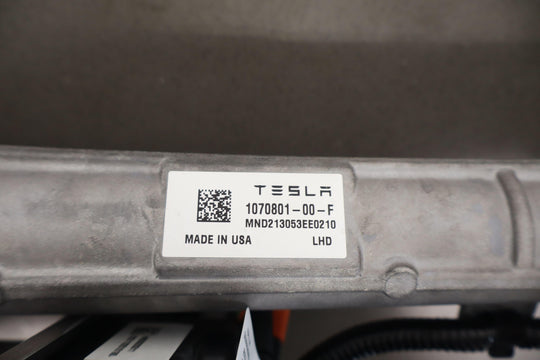 TESLA
1070801-00-F
MND213053EE0210
MADE IN USA LHD